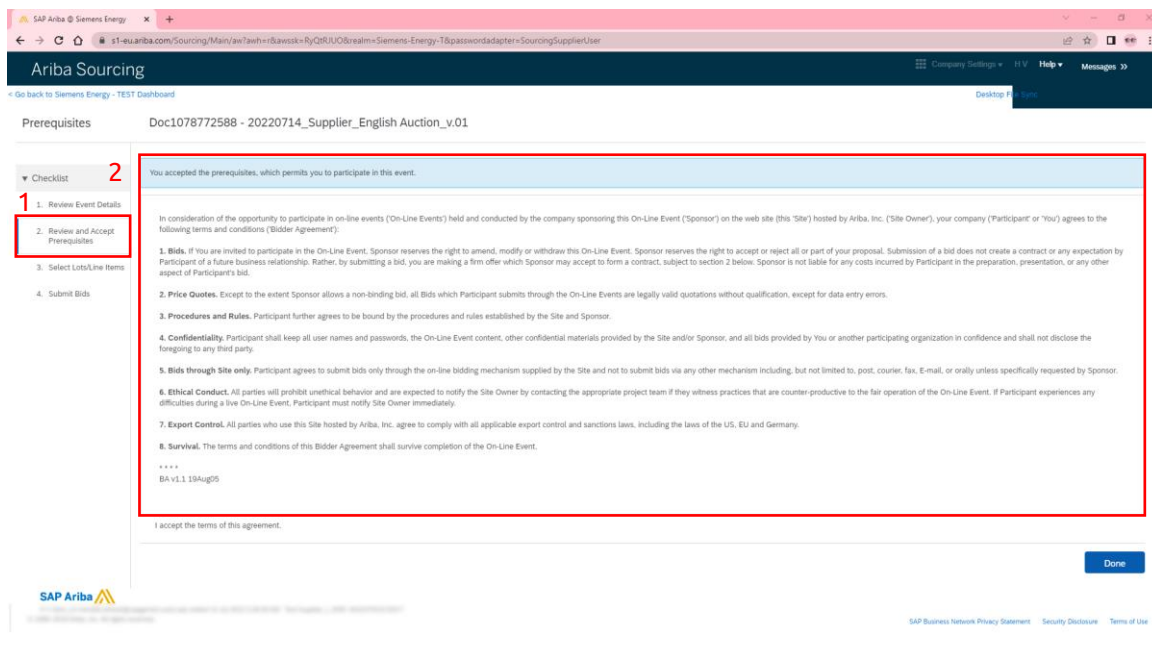 SAP Ariba @ Siemens Energy
s1-eu.ariba.com/Sourcing/Main/aw?awh=r&awssk=RyQtRJUO&realm=Siemens-Energy-T&passwordadapter=SourcingSupplierUser
Ariba Sourcing
Company Settings
H V
Help
Messages
< Go back to Siemens Energy - TEST Dashboard
Desktop File Sync
Prerequisites
Doc1078772588 - 20220714_Supplier_English Auction_v.01
Checklist
2
1
1. Review Event Details
2. Review and Accept
Prerequisites
3. Select Lots/Line Items
4. Submit Bids
You accepted the prerequisites, which permits you to participate in this event.
In consideration of the opportunity to participate in on-line events ('On-Line Events') held and conducted by the company sponsoring this On-Line Event ('Sponsor') on the web site (this 'Site') hosted by Ariba, Inc. ('Site Owner'), your company ('Participant' or 'You') agrees to the
following terms and conditions ('Bidder Agreement'):
1. Bids. If You are invited to participate in the On-Line Event, Sponsor reserves the right to amend, modify or withdraw this On-Line Event. Sponsor reserves the right to accept or reject all or part of your proposal. Submission of a bid does not create a contract or any expectation by
Participant of a future business relationship. Rather, by submitting a bid, you are making a firm offer which Sponsor may accept to form a contract, subject to section 2 below. Sponsor is not liable for any costs incurred by Participant in the preparation, presentation, or any other
aspect of Participant's bid.
2. Price Quotes. Except to the extent Sponsor allows a non-binding bid, all Bids which Participant submits through the On-Line Events are legally valid quotations without qualification, except for data entry errors.
3. Procedures and Rules. Participant further agrees to be bound by the procedures and rules established by the Site and Sponsor.
4. Confidentiality. Participant shall keep all user names and passwords, the On-Line Event content, other confidential materials provided by the Site and/or Sponsor, and all bids provided by You or another participating organization in confidence and shall not disclose the
foregoing to any third party.
5. Bids through Site only. Participant agrees to submit bids only through the on-line bidding mechanism supplied by the Site and not to submit bids via any other mechanism including, but not limited to, post, courier, fax, E-mail, or orally unless specifically requested by Sponsor.
6. Ethical Conduct. All parties will prohibit unethical behavior and are expected to notify the Site Owner by contacting the appropriate project team if they witness practices that are counter-productive to the fair operation of the On-Line Event. If Participant experiences any
difficulties during a live On-Line Event, Participant must notify Site Owner immediately.
7. Export Control. All parties who use this Site hosted by Ariba, Inc. agree to comply with all applicable export control and sanctions laws, including the laws of the US, EU and Germany.
8. Survival. The terms and conditions of this Bidder Agreement shall survive completion of the On-Line Event.
* * * *
BA v1.1 19Aug05
I accept the terms of this agreement.
Done
SAP Ariba
SAP Business Network Privacy Statement Security Disclosure Terms of Use